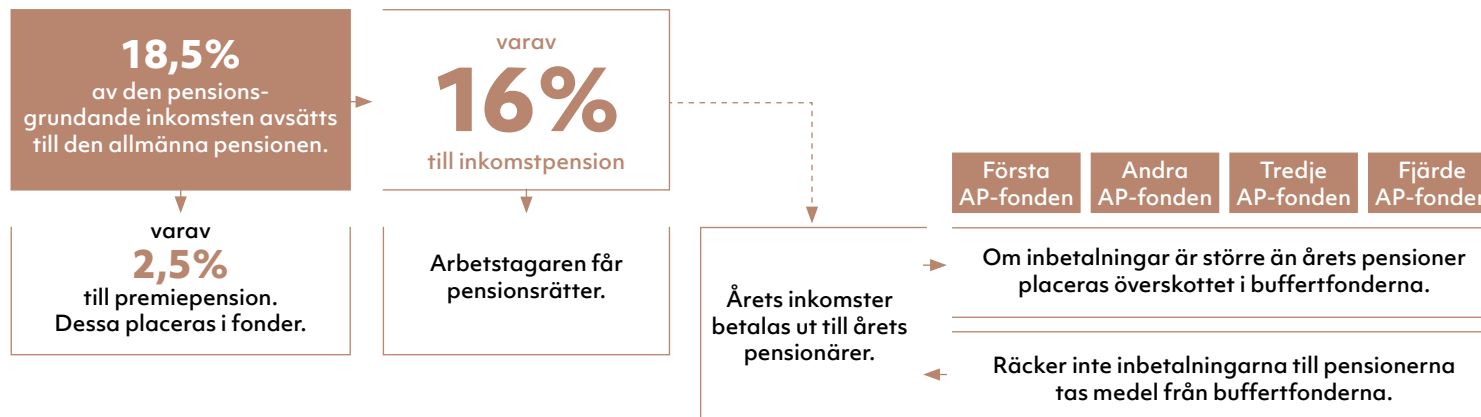 18,5%
av den pensions-
grundande inkomsten avsätts
till den allmänna pensionen.
varav
16%
till inkomstpension
varav
2,5%
till premiepension.
Dessa placeras i fonder.
Arbetstagaren får
pensionsrätter.
Årets inkomster
betalas ut till årets
pensionärer.
Första
AP-fonden
Andra
AP-fonden
Tredje
AP-fonden
Fjärde
AP-fonden
Om inbetalningar är större än årets pensioner
placeras överskottet i buffertfonderna.
Räcker inte inbetalningarna till pensionerna
tas medel från buffertfonderna.